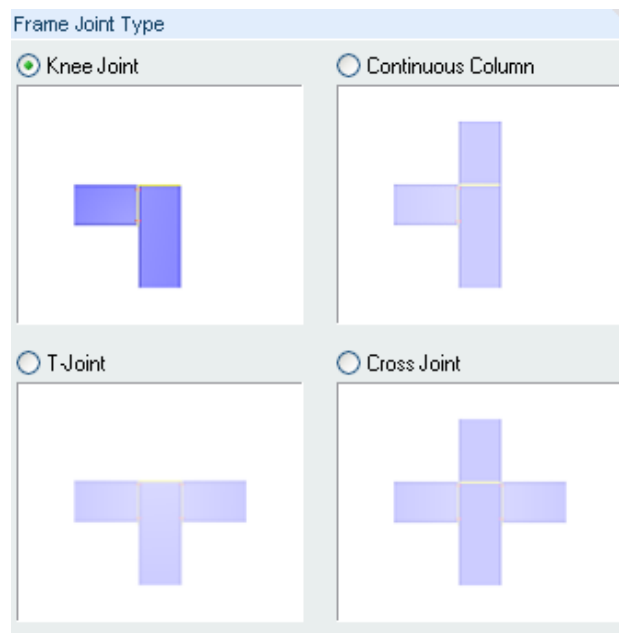 Frame Joint Type
Knee Joint
Continuous Column
T-Joint
Cross Joint